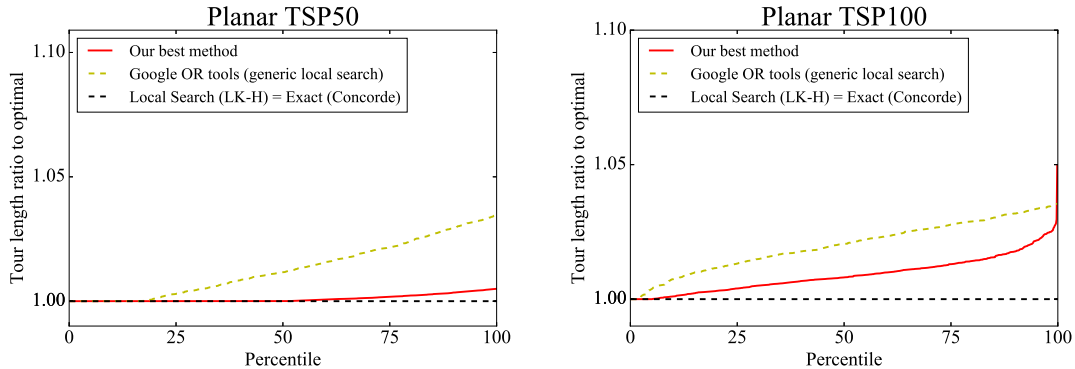 Planar TSP50
1.10
1.05
1.00
Tour length ratio to optimal
Our best method
Google OR tools (generic local search)
Local Search (LK-H) = Exact (Concorde)
0
25
50
75
100
Percentile
Planar TSP100
1.10
1.05
1.00
Tour length ratio to optimal
Our best method
Google OR tools (generic local search)
Local Search (LK-H) = Exact (Concorde)
0
25
50
75
100
Percentile